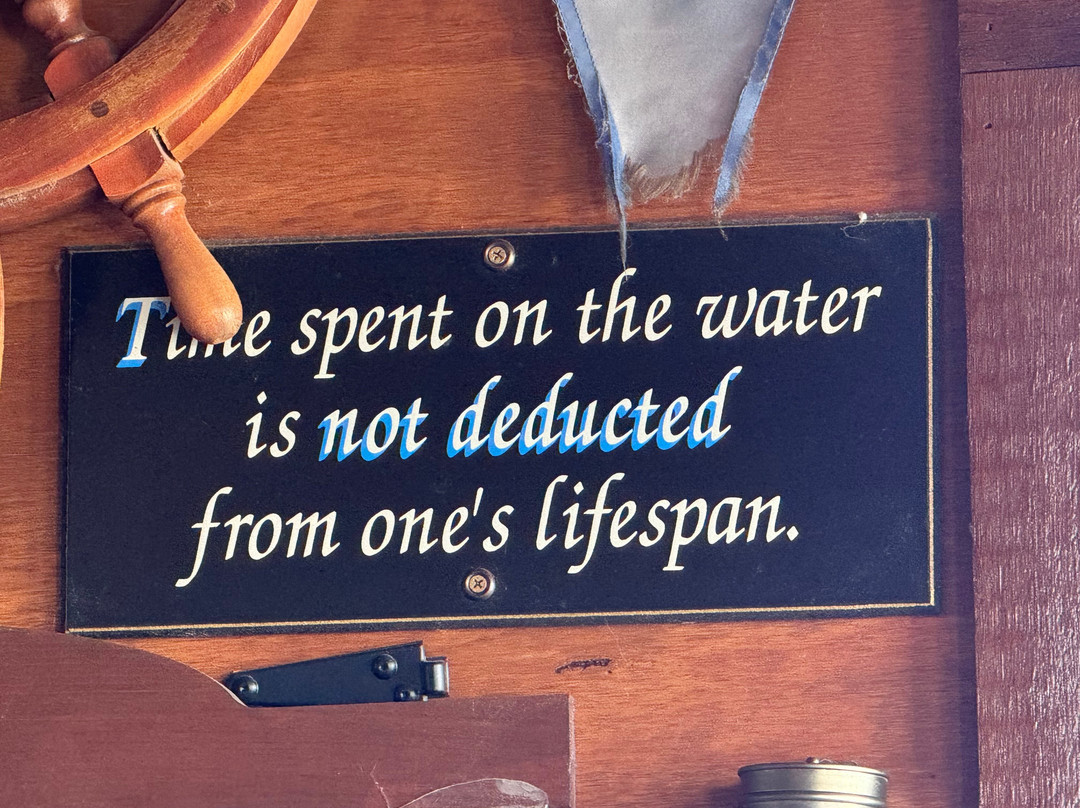 Time spent on the water
is not deducted
from one's lifespan.